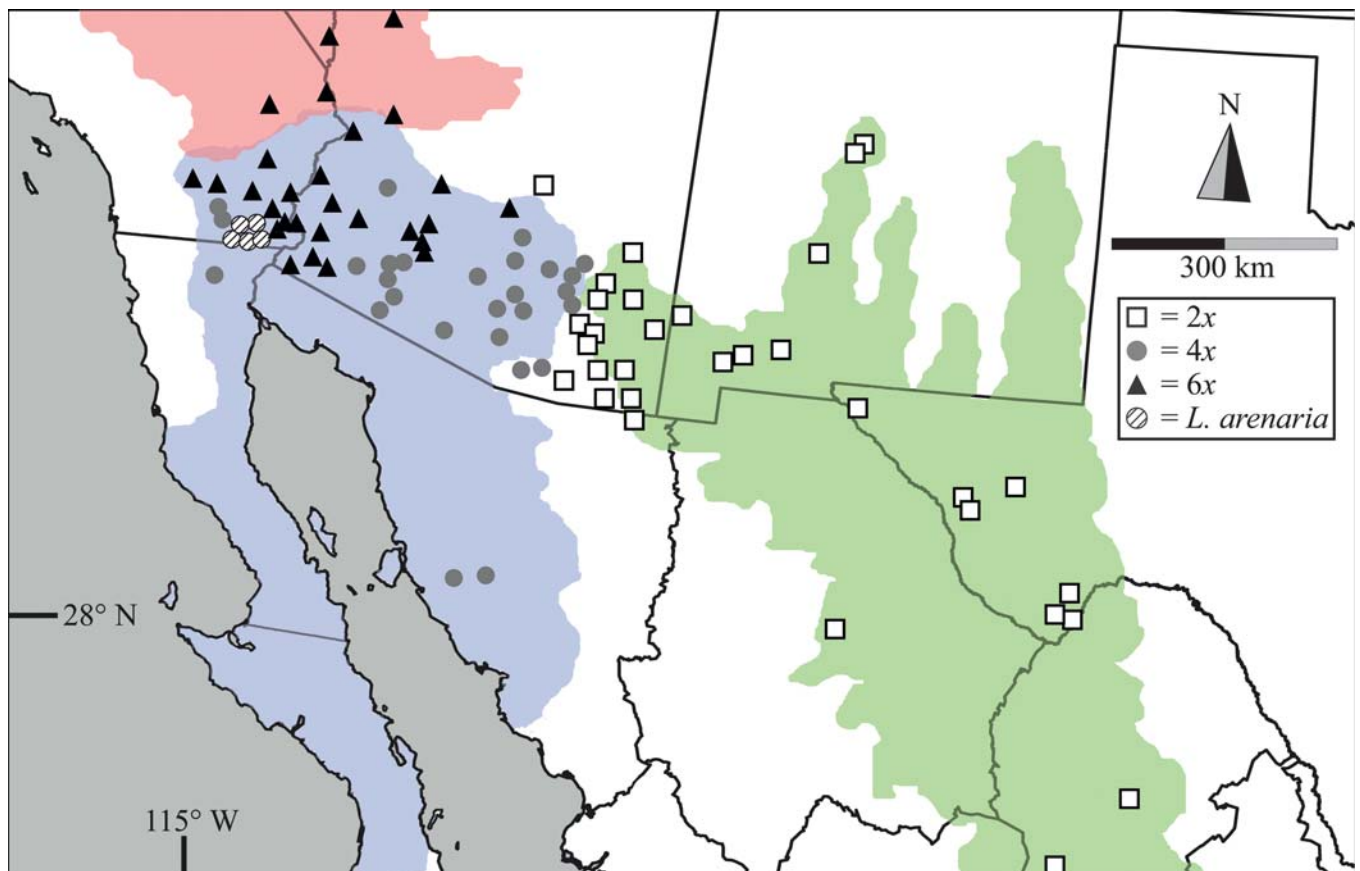 N
300 km
= 2x
= 4x
= 6x
= L. arenaria
28° N
115° W